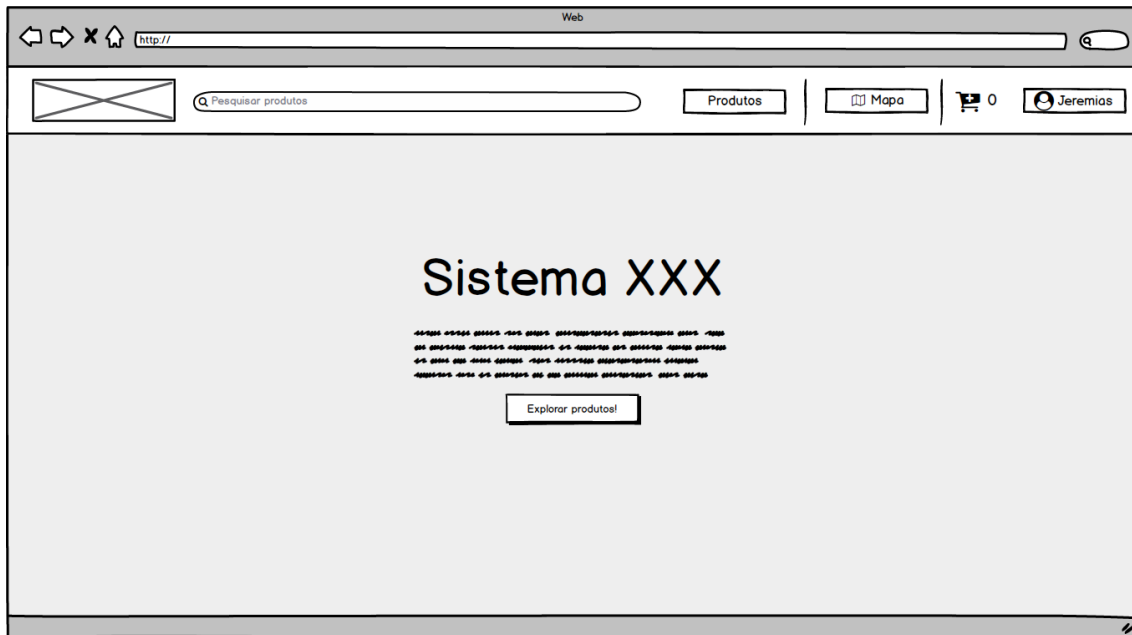 Web
http://
Pesquisar produtos
Produtos
Mapa
0
Jeremias
Sistema XXX
Explorar produtos!